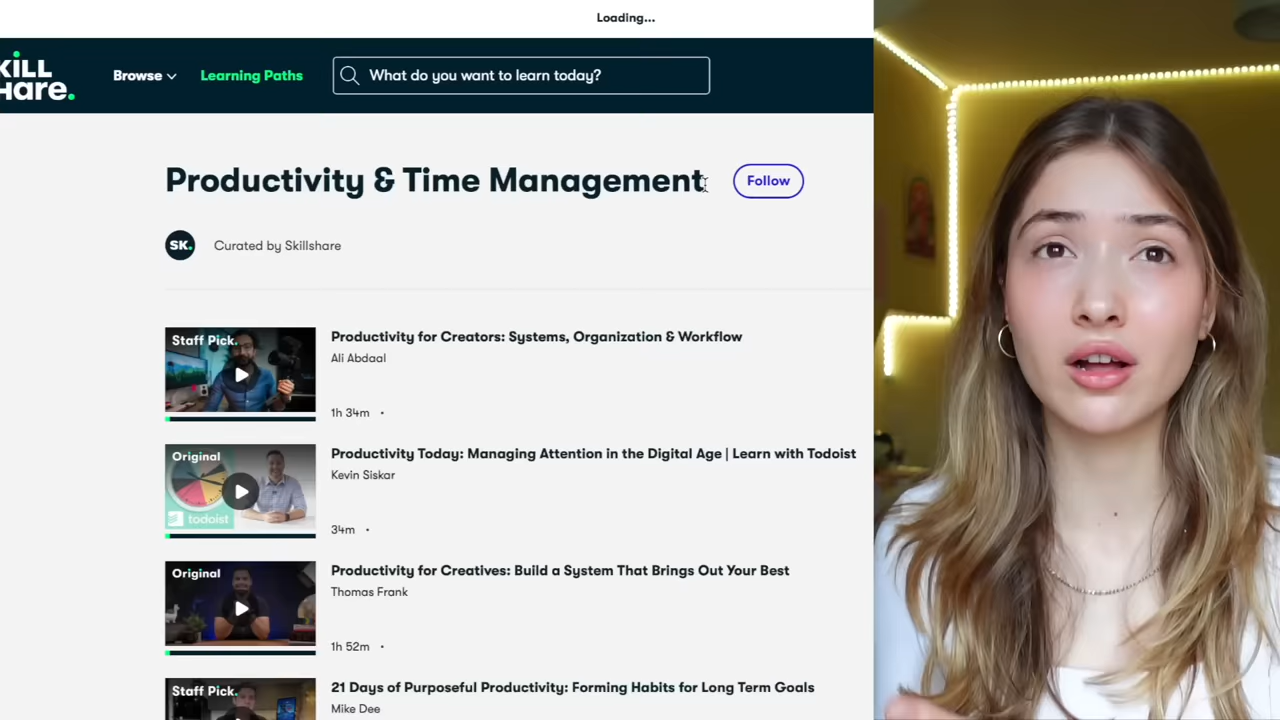 Loading...
KiLL
Hare.
Browse
Learning Paths
What do you want to learn today?
Productivity & Time Management
Follow
SK.
Curated by Skillshare
Staff Pick.
Productivity for Creators: Systems, Organization & Workflow
Ali Abdaal
1h 34m •
Original
Productivity Today: Managing Attention in the Digital Age | Learn with Todoist
Kevin Siskar
todoist
34m •
Original
Productivity for Creatives: Build a System That Brings Out Your Best
Thomas Frank
1h 52m •
Staff Pick.
21 Days of Purposeful Productivity: Forming Habits for Long Term Goals
Mike Dee